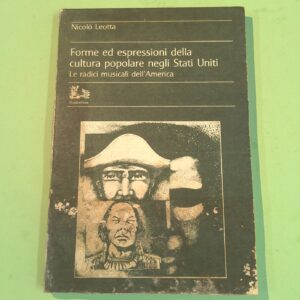 Nicolò Leotta
Forme ed espressioni della
cultura popolare negli Stati Uniti
Le radici musicali dell'America